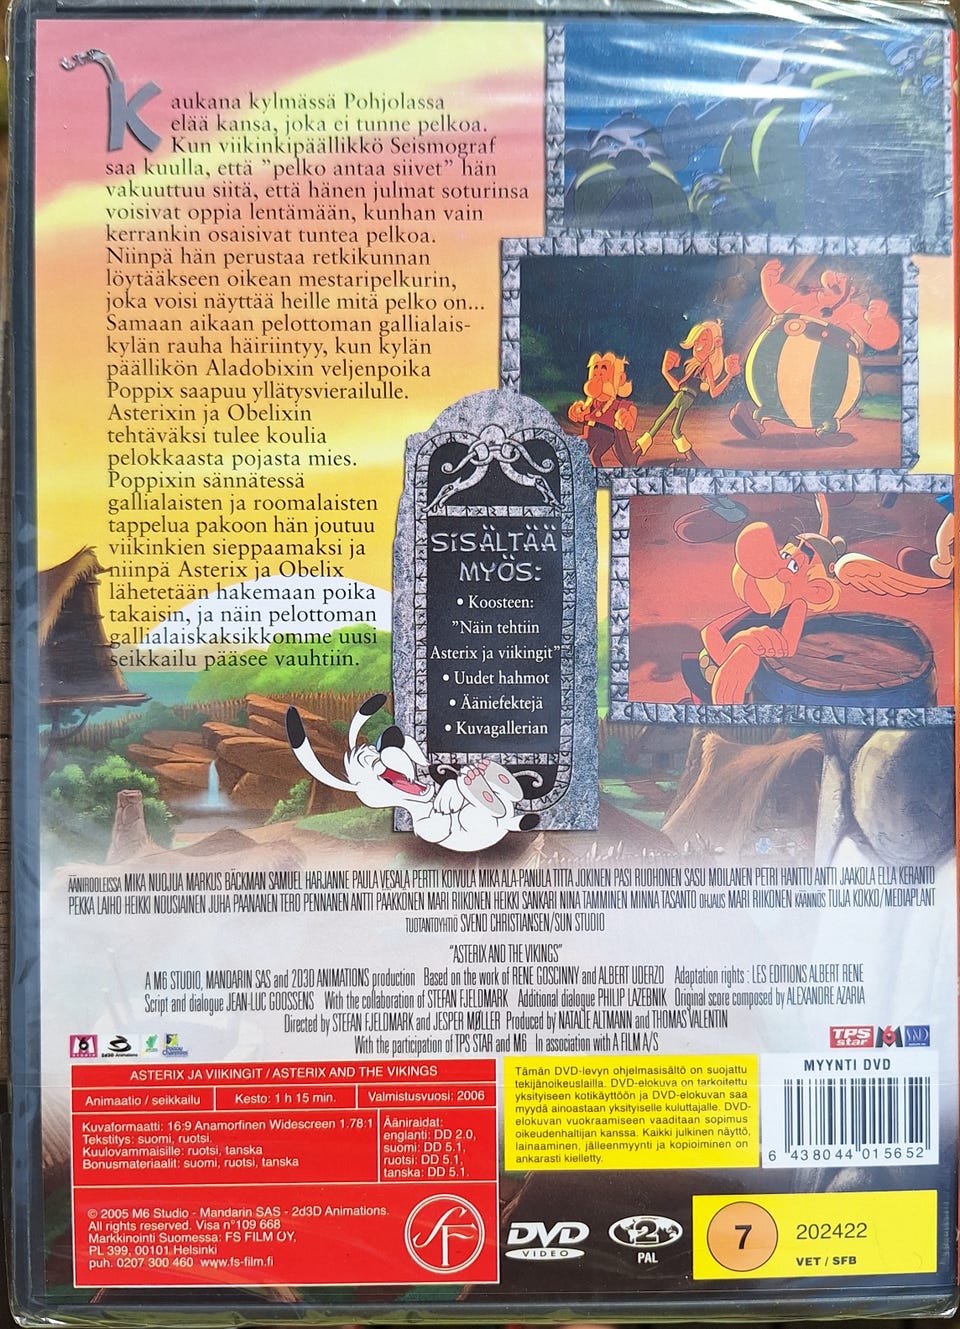 Kaukana kylmässä Pohjolassa
elää kansa, joka ei tunne pelkoa.
Kun viikinkipäällikkö Seismograf
saa kuulla, että "pelko antaa siivet" hän
vakuuttuu siitä, että hänen julmat soturinsa
voisivat oppia lentämään, kunhan vain
kerrankin osaisivat tuntea pelkoa.
Niinpä hän perustaa retkikunnan
löytääkseen oikean mestaripelkurin,
joka voisi näyttää heille mitä pelko on...
Samaan aikaan pelottoman gallialais-
kylän rauha häiriintyy, kun kylän
päällikön Aladobixin veljenpoika
Poppix saapuu yllätysvierailulle.
Asterixin ja Obelixin
tehtäväksi tulee koulia
pelokkaasta pojasta mies.
Poppixin sännätessä
gallialaisten ja roomalaisten
tappelua pakoon hän joutuu
viikinkien sieppaamaksi ja
niinpä Asterix ja Obelix
lähetetään hakemaan poika
takaisin, ja näin pelottoman
gallialaiskaksikkomme uusi
seikkailu pääsee vauhtiin.
SISÄLTÄÄ
MYÖS:
• Koosteen:
"Näin tehtiin
Asterix ja viikingit"
• Uudet hahmot
• Ääniefektejä
• Kuvagallerian
ÄÄNIROOLEISSA MIKA NUOJUA MARKUS BÄCKMAN SAMUEL HARJANNE PAULA VESALA PERTTI KOIVULA MIKA ALA-PANULA TITTA JOKINEN PASI RUOHONEN SASU MOILANEN PETRI HANTTU ANTTI JAAKOLA ELLA KERANTO
PEKKA LAIHO HEIKKI NOUSIAINEN JUHA PAANANEN TERO PENNANEN ANTTI PÄÄKKÖNEN MARI RIIKONEN HEIKKI SANKARI NINA TAMMINEN MINNA TASANTO OHJAUS MARI RIIKONEN KÄÄNNÖS TUIJA KOKKO/MEDIAPLANT
TUOTANTOYHTIÖ SVEND CHRISTIANSEN/SUN STUDIO
"ASTERIX AND THE VIKINGS"
A M6 STUDIO, MANDARIN SAS and 2D3D ANIMATIONS production Based on the work of RENE GOSCINNY and ALBERT UDERZO Adaptation rights : LES EDITIONS ALBERT RENE
Script and dialogue JEAN-LUC GOOSSENS With the collaboration of STEFAN FJELDMARK Additional dialogue PHILIP LAZEBNIK Original score composed by ALEXANDRE AZARIA
Directed by STEFAN FJELDMARK and JESPER MØLLER Produced by NATALIE ALTMANN and THOMAS VALENTIN
With the participation of TPS STAR and M6 In association with A FILM A/S
6 STUDIO 2d3D Animations Poitou Charentes
TPS star M6
ASTERIX JA VIIKINGIT / ASTERIX AND THE VIKINGS
Animaatio / seikkailu Kesto: 1 h 15 min. Valmistusvuosi: 2006
Kuvaformaatti: 16:9 Anamorfinen Widescreen 1.78:1
Tekstitys: suomi, ruotsi.
Kuulovammaisille: ruotsi, tanska
Bonusmateriaalit: suomi, ruotsi, tanska
Ääniraidat:
englanti: DD 2.0,
suomi: DD 5.1,
ruotsi: DD 5.1,
tanska: DD 5.1.
© 2005 M6 Studio - Mandarin SAS - 2d3D Animations.
All rights reserved. Visa n°109 668
Markkinointi Suomessa: FS FILM OY,
PL 399, 00101 Helsinki
puh. 0207 300 460 www.fs-film.fi
SF
Tämän DVD-levyn ohjelmasisältö on suojattu
tekijänoikeuslailla. DVD-elokuva on tarkoitettu
yksityiseen kotikäyttöön ja DVD-elokuvaa saa
myydä ainoastaan yksityiselle kuluttajalle. DVD-
elokuvan vuokraamiseen vaaditaan sopimus
oikeudenhaltijan kanssa. Kaikki julkinen näyttö,
lainaaminen, jälleenmyynti ja kopioiminen on
ankarasti kielletty.
MYYNTI DVD
6 438044 015652
DVD
VIDEO
2
PAL
7
202422
VET / SFB